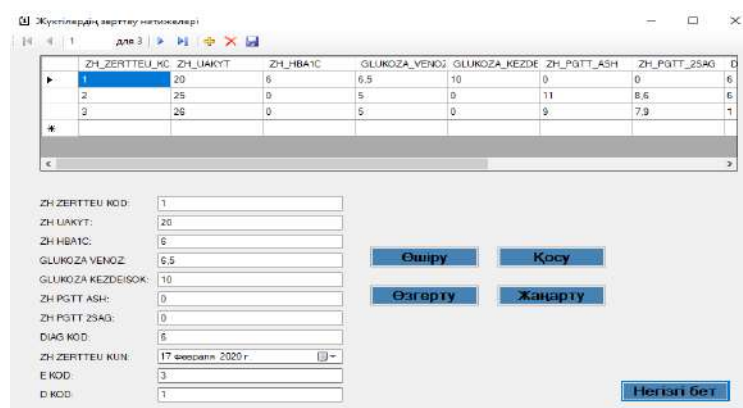 Жүктілердің зерттеу нәтижелері
1 для 3
ZH_ZERTTEU_KC ZH_UAKYT ZH_HBA1C GLUKOZA_VENOZ GLUKOZA_KEZDE ZH_PGTT_ASH ZH_PGTT_2SAG D
1 20 6 6,5 10 0 0 6
2 25 0 5 0 11 8,6 6
3 26 0 5 0 9 7,9 1
ZH ZERTTEU KOD: 1
ZH UAKYT: 20
ZH HBA1C: 6
GLUKOZA VENOZ: 6,5
GLUKOZA KEZDEISOK: 10
ZH PGTT ASH: 0
ZH PGTT 2SAG: 0
DIAG KOD: 6
ZH ZERTTEU KUN: 17 февраля 2020 г.
E KOD: 3
D KOD: 1
Өшіру Қосу
Өзгерту Жаңарту
Негізгі бет